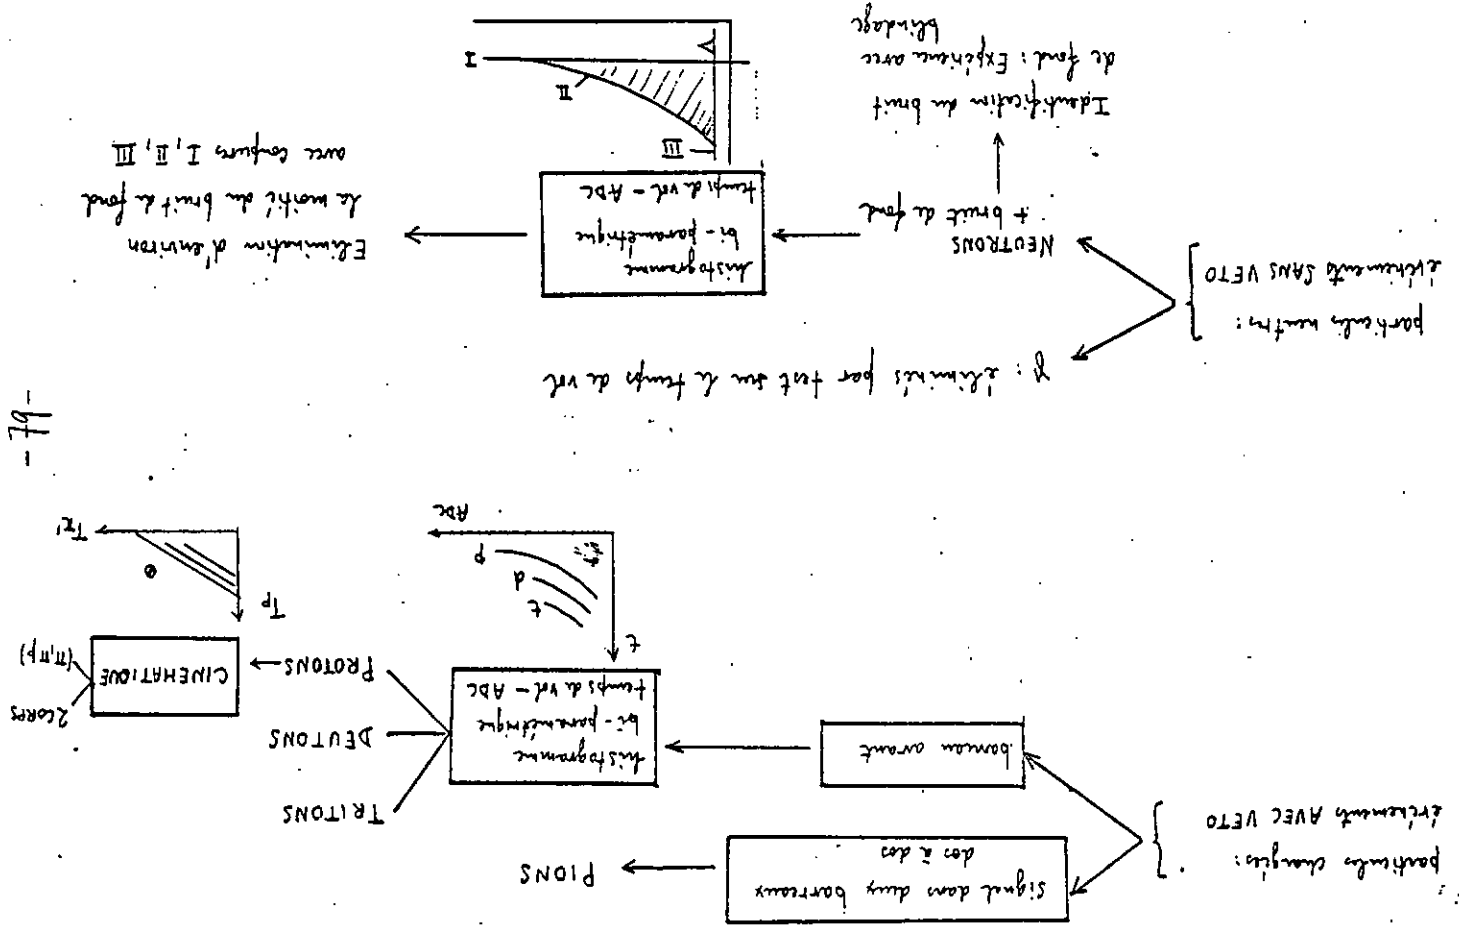 particules chargées:
évènements AVEC VETO
Signal dans deux barreaux
dos à dos
PIONS
barreau avant
histogramme
bi-paramétrique
temps de vol - ADC
TRITONS
DEUTONS
PROTONS
CINEMATIQUE
2 CORPS
(π,πp)
t
t
d
p
ADC
Tp
θ
Tπ'
- 79 -
particules neutres:
évènements SANS VETO
γ: éliminés par test sur le temps de vol
NEUTRONS
+ bruit de fond
Identification du bruit
de fond: Expérience avec
blindage
histogramme
bi-paramétrique
temps de vol - ADC
III
II
I
Elimination d'environ
la moitié du bruit de fond
avec coupures I, II, III